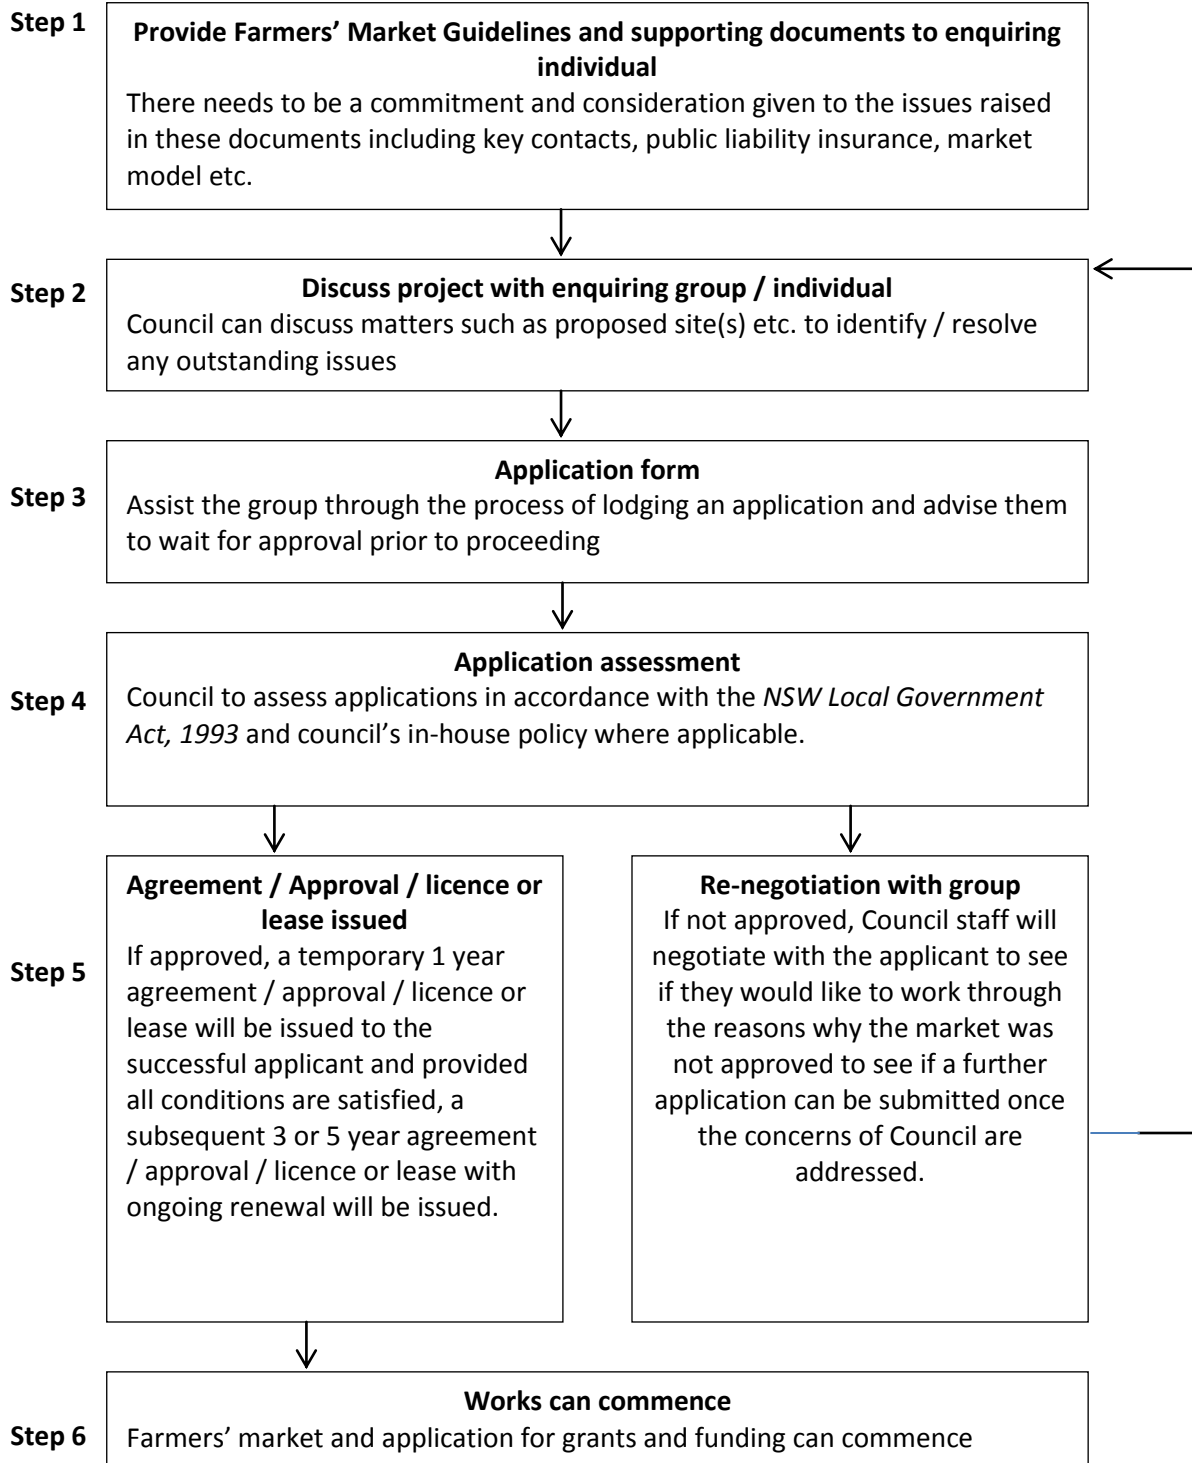 Step 1
Provide Farmers’ Market Guidelines and supporting documents to enquiring
individual
There needs to be a commitment and consideration given to the issues raised
in these documents including key contacts, public liability insurance, market
model etc.
Step 2
Discuss project with enquiring group / individual
Council can discuss matters such as proposed site(s) etc. to identify / resolve
any outstanding issues
Step 3
Application form
Assist the group through the process of lodging an application and advise them
to wait for approval prior to proceeding
Step 4
Application assessment
Council to assess applications in accordance with the NSW Local Government
Act, 1993 and council’s in-house policy where applicable.
Step 5
Agreement / Approval / licence or
lease issued
If approved, a temporary 1 year
agreement / approval / licence or
lease will be issued to the
successful applicant and provided
all conditions are satisfied, a
subsequent 3 or 5 year agreement
/ approval / licence or lease with
ongoing renewal will be issued.
Re-negotiation with group
If not approved, Council staff will
negotiate with the applicant to see
if they would like to work through
the reasons why the market was
not approved to see if a further
application can be submitted once
the concerns of Council are
addressed.
Step 6
Works can commence
Farmers’ market and application for grants and funding can commence